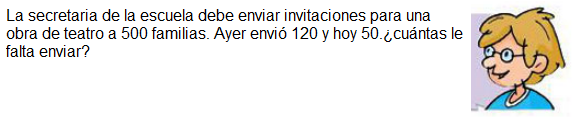 La secretaria de la escuela debe enviar invitaciones para una
obra de teatro a 500 familias. Ayer envió 120 y hoy 50.¿cuántas le
falta enviar?